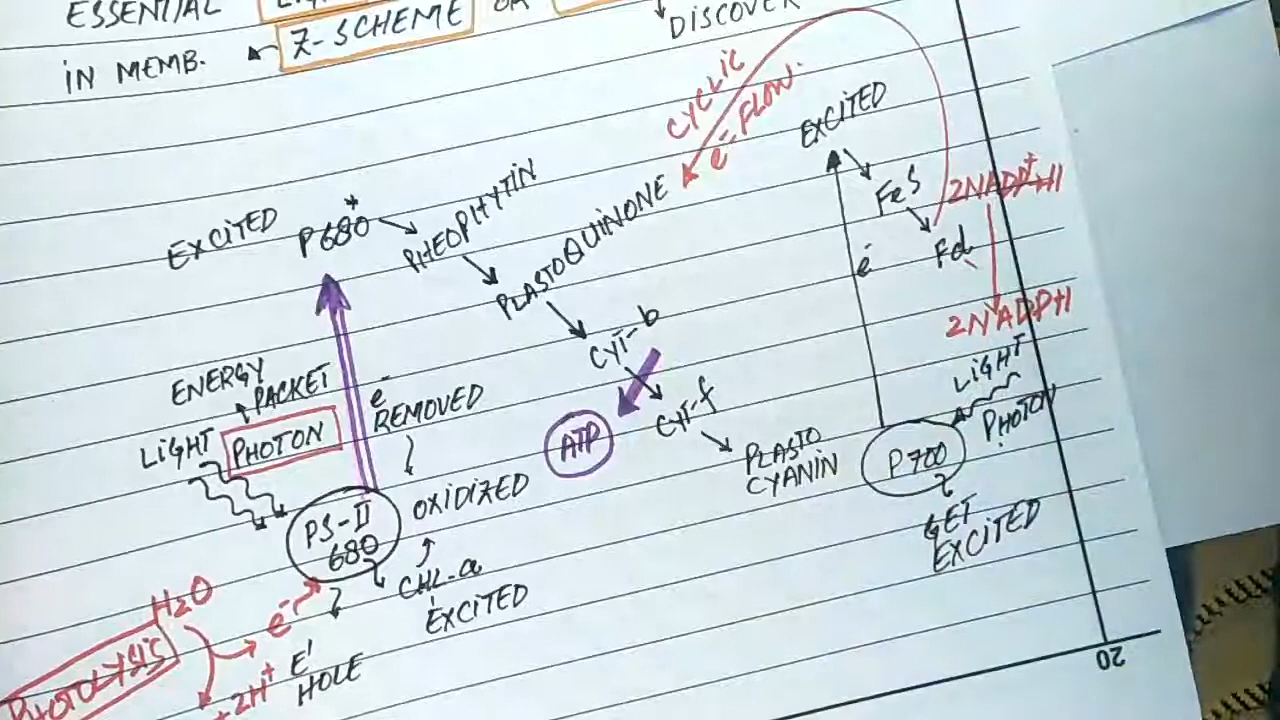 ESSENTIAL
Z-SCHEME OR
IN MEMB.
DISCOVER
CYCLIC
e⁻ FLOW.
EXCITED
FeS
2NADP⁺+H
Fd
e⁻
2NADPH
EXCITED P680*
PHEOPHYTIN
PLASTOQUINONE
CYT-b
CYT-f
ATP
PLASTO
CYANIN
LIGHT
PHOTON
P700
GET
EXCITED
ENERGY
PACKET
LIGHT PHOTON
e⁻
REMOVED
OXIDIZED
PS-II
680
CHL-a
EXCITED
H₂O
PHOTOLYSIS
e⁻
+2H⁺
E'
HOLE
20